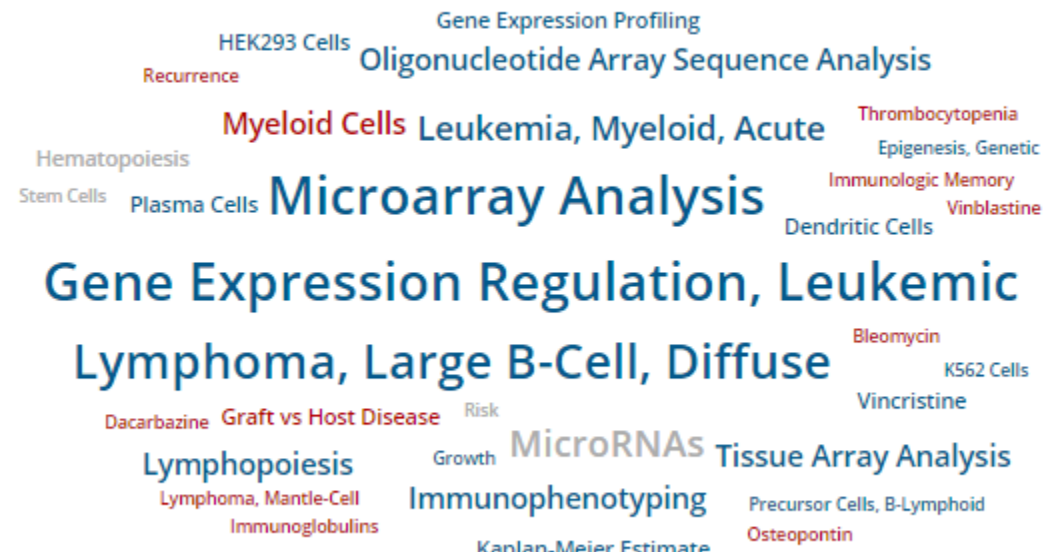 Gene Expression Profiling
HEK293 Cells
Oligonucleotide Array Sequence Analysis
Recurrence
Myeloid Cells
Leukemia, Myeloid, Acute
Thrombocytopenia
Epigenesis, Genetic
Hematopoiesis
Immunologic Memory
Stem Cells
Plasma Cells
Microarray Analysis
Vinblastine
Dendritic Cells
Gene Expression Regulation, Leukemic
Lymphoma, Large B-Cell, Diffuse
Bleomycin
K562 Cells
Vincristine
Dacarbazine
Graft vs Host Disease
Risk
Lymphopoiesis
Growth
MicroRNAs
Tissue Array Analysis
Lymphoma, Mantle-Cell
Immunophenotyping
Precursor Cells, B-Lymphoid
Immunoglobulins
Osteopontin
Kaplan-Meier Estimate